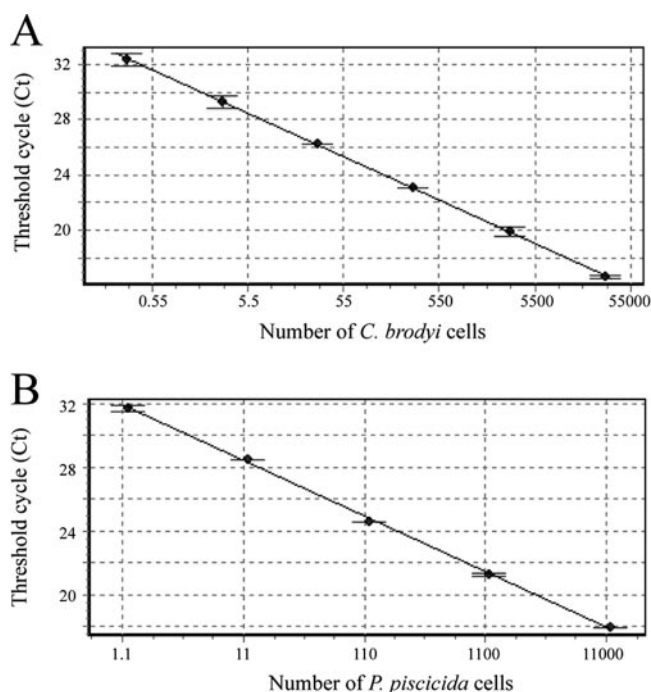 A
Threshold cycle (Ct)
32
28
24
20
0.55 5.5 55 550 5500 55000
Number of C. brodyi cells
B
Threshold cycle (Ct)
32
28
24
20
1.1 11 110 1100 11000
Number of P. piscicida cells